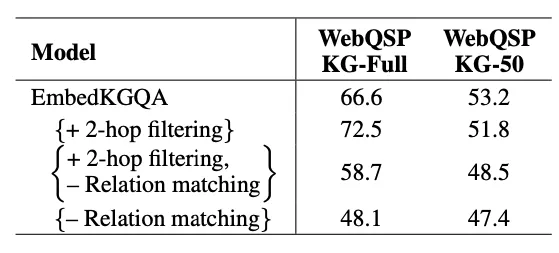 Model WebQSP KG-Full WebQSP KG-50
EmbedKGQA 66.6 53.2
{+ 2-hop filtering} 72.5 51.8
{+ 2-hop filtering,
– Relation matching} 58.7 48.5
{– Relation matching} 48.1 47.4